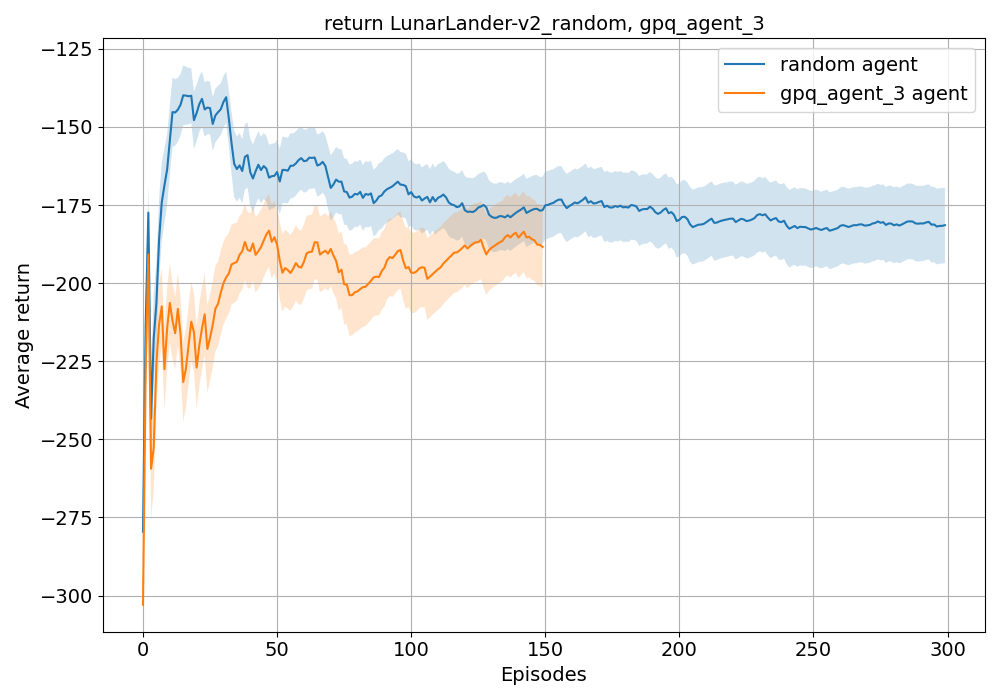 return LunarLander-v2_random, gpq_agent_3
random agent
gpq_agent_3 agent
−125
−150
−175
−200
−225
−250
−275
−300
Average return
0 50 100 150 200 250 300
Episodes